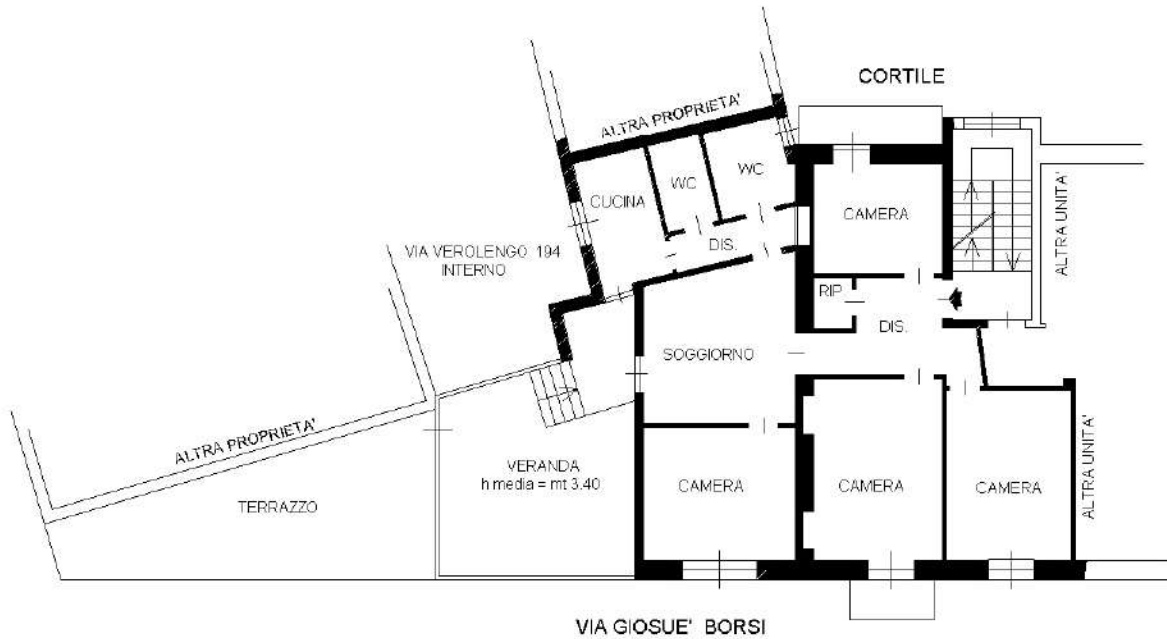 CORTILE
ALTRA PROPRIETA'
WC
WC
CUCINA
CAMERA
ALTRA UNITA'
VIA VEROLENGO 194
INTERNO
DIS.
RIP
DIS.
SOGGIORNO
ALTRA PROPRIETA'
VERANDA
h media = mt 3.40
CAMERA
CAMERA
CAMERA
ALTRA UNITA'
TERRAZZO
VIA GIOSUE' BORSI